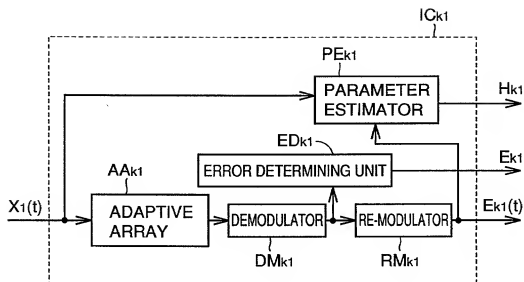 ICk1
PEk1
PARAMETER
ESTIMATOR
Hk1
EDk1
ERROR DETERMINING UNIT
Ek1
AAk1
X1(t)
ADAPTIVE
ARRAY
DEMODULATOR
RE-MODULATOR
Ek1(t)
DMk1
RMk1